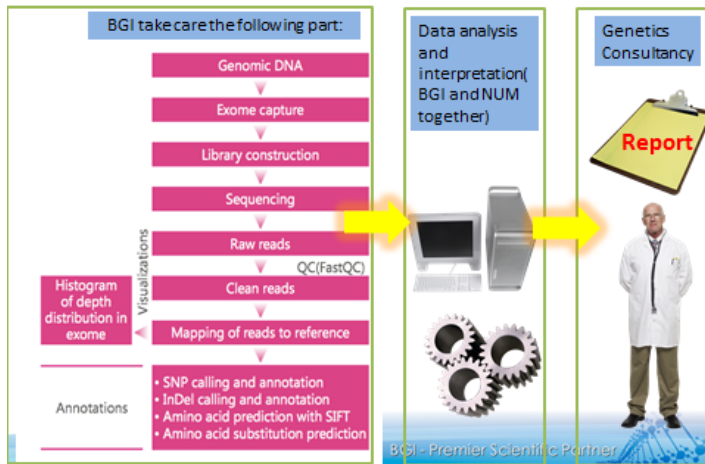 BGI take care the following part:
Genomic DNA
Exome capture
Library construction
Sequencing
Raw reads
QC(FastQC)
Clean reads
Mapping of reads to reference
Visualizations
Histogram
of depth
distribution in
exome
Annotations
• SNP calling and annotation
• InDel calling and annotation
• Amino acid prediction with SIFT
• Amino acid substitution prediction
Data analysis
and
interpretation(
BGI and NUM
together)
BGI - Premier Scientific Partner
Genetics
Consultancy
Report